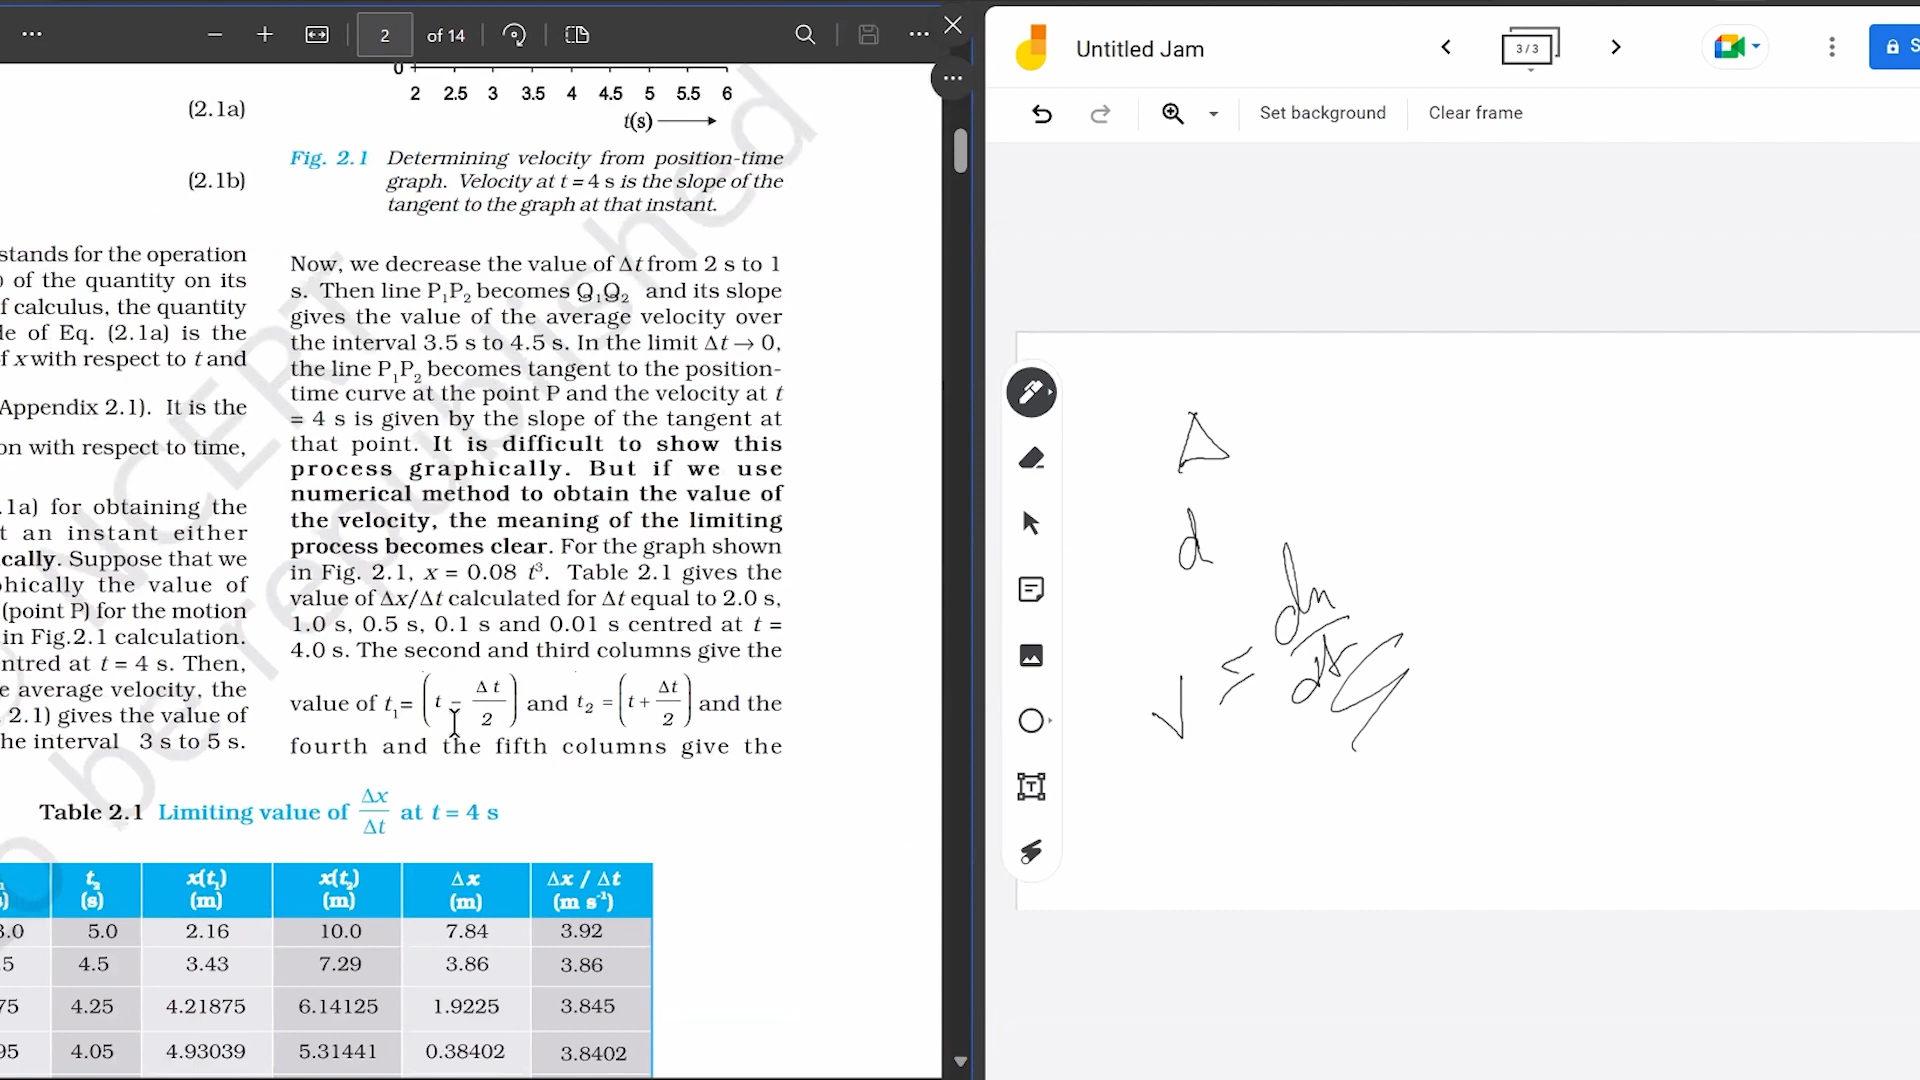 2 of 14
Untitled Jam
3 / 3
S
Set background
Clear frame
0
2 2.5 3 3.5 4 4.5 5 5.5 6
t(s)
(2.1a)
(2.1b)
stands for the operation
of the quantity on its
f calculus, the quantity
de of Eq. (2.1a) is the
f x with respect to t and
Appendix 2.1). It is the
on with respect to time,
.1a) for obtaining the
t an instant either
cally. Suppose that we
phically the value of
(point P) for the motion
in Fig.2.1 calculation.
ntred at t = 4 s. Then,
e average velocity, the
2.1) gives the value of
he interval 3 s to 5 s.
Fig. 2.1 Determining velocity from position-time
graph. Velocity at t = 4 s is the slope of the
tangent to the graph at that instant.
Now, we decrease the value of Δt from 2 s to 1
s. Then line P₁P₂ becomes Q₁Q₂ and its slope
gives the value of the average velocity over
the interval 3.5 s to 4.5 s. In the limit Δt → 0,
the line P₁P₂ becomes tangent to the position-
time curve at the point P and the velocity at t
= 4 s is given by the slope of the tangent at
that point. It is difficult to show this
process graphically. But if we use
numerical method to obtain the value of
the velocity, the meaning of the limiting
process becomes clear. For the graph shown
in Fig. 2.1, x = 0.08 t³. Table 2.1 gives the
value of Δx/Δt calculated for Δt equal to 2.0 s,
1.0 s, 0.5 s, 0.1 s and 0.01 s centred at t =
4.0 s. The second and third columns give the
value of t₁= (t − Δt/2) and t₂ = (t + Δt/2) and the
fourth and the fifth columns give the
Table 2.1 Limiting value of Δx/Δt at t = 4 s
t₂ (s) x(t₁) (m) x(t₂) (m) Δx (m) Δx / Δt (m s⁻¹)
3.0 5.0 2.16 10.0 7.84 3.92
.5 4.5 3.43 7.29 3.86 3.86
75 4.25 4.21875 6.14125 1.9225 3.845
95 4.05 4.93039 5.31441 0.38402 3.8402
Δ
d
© NCERT
to be republished